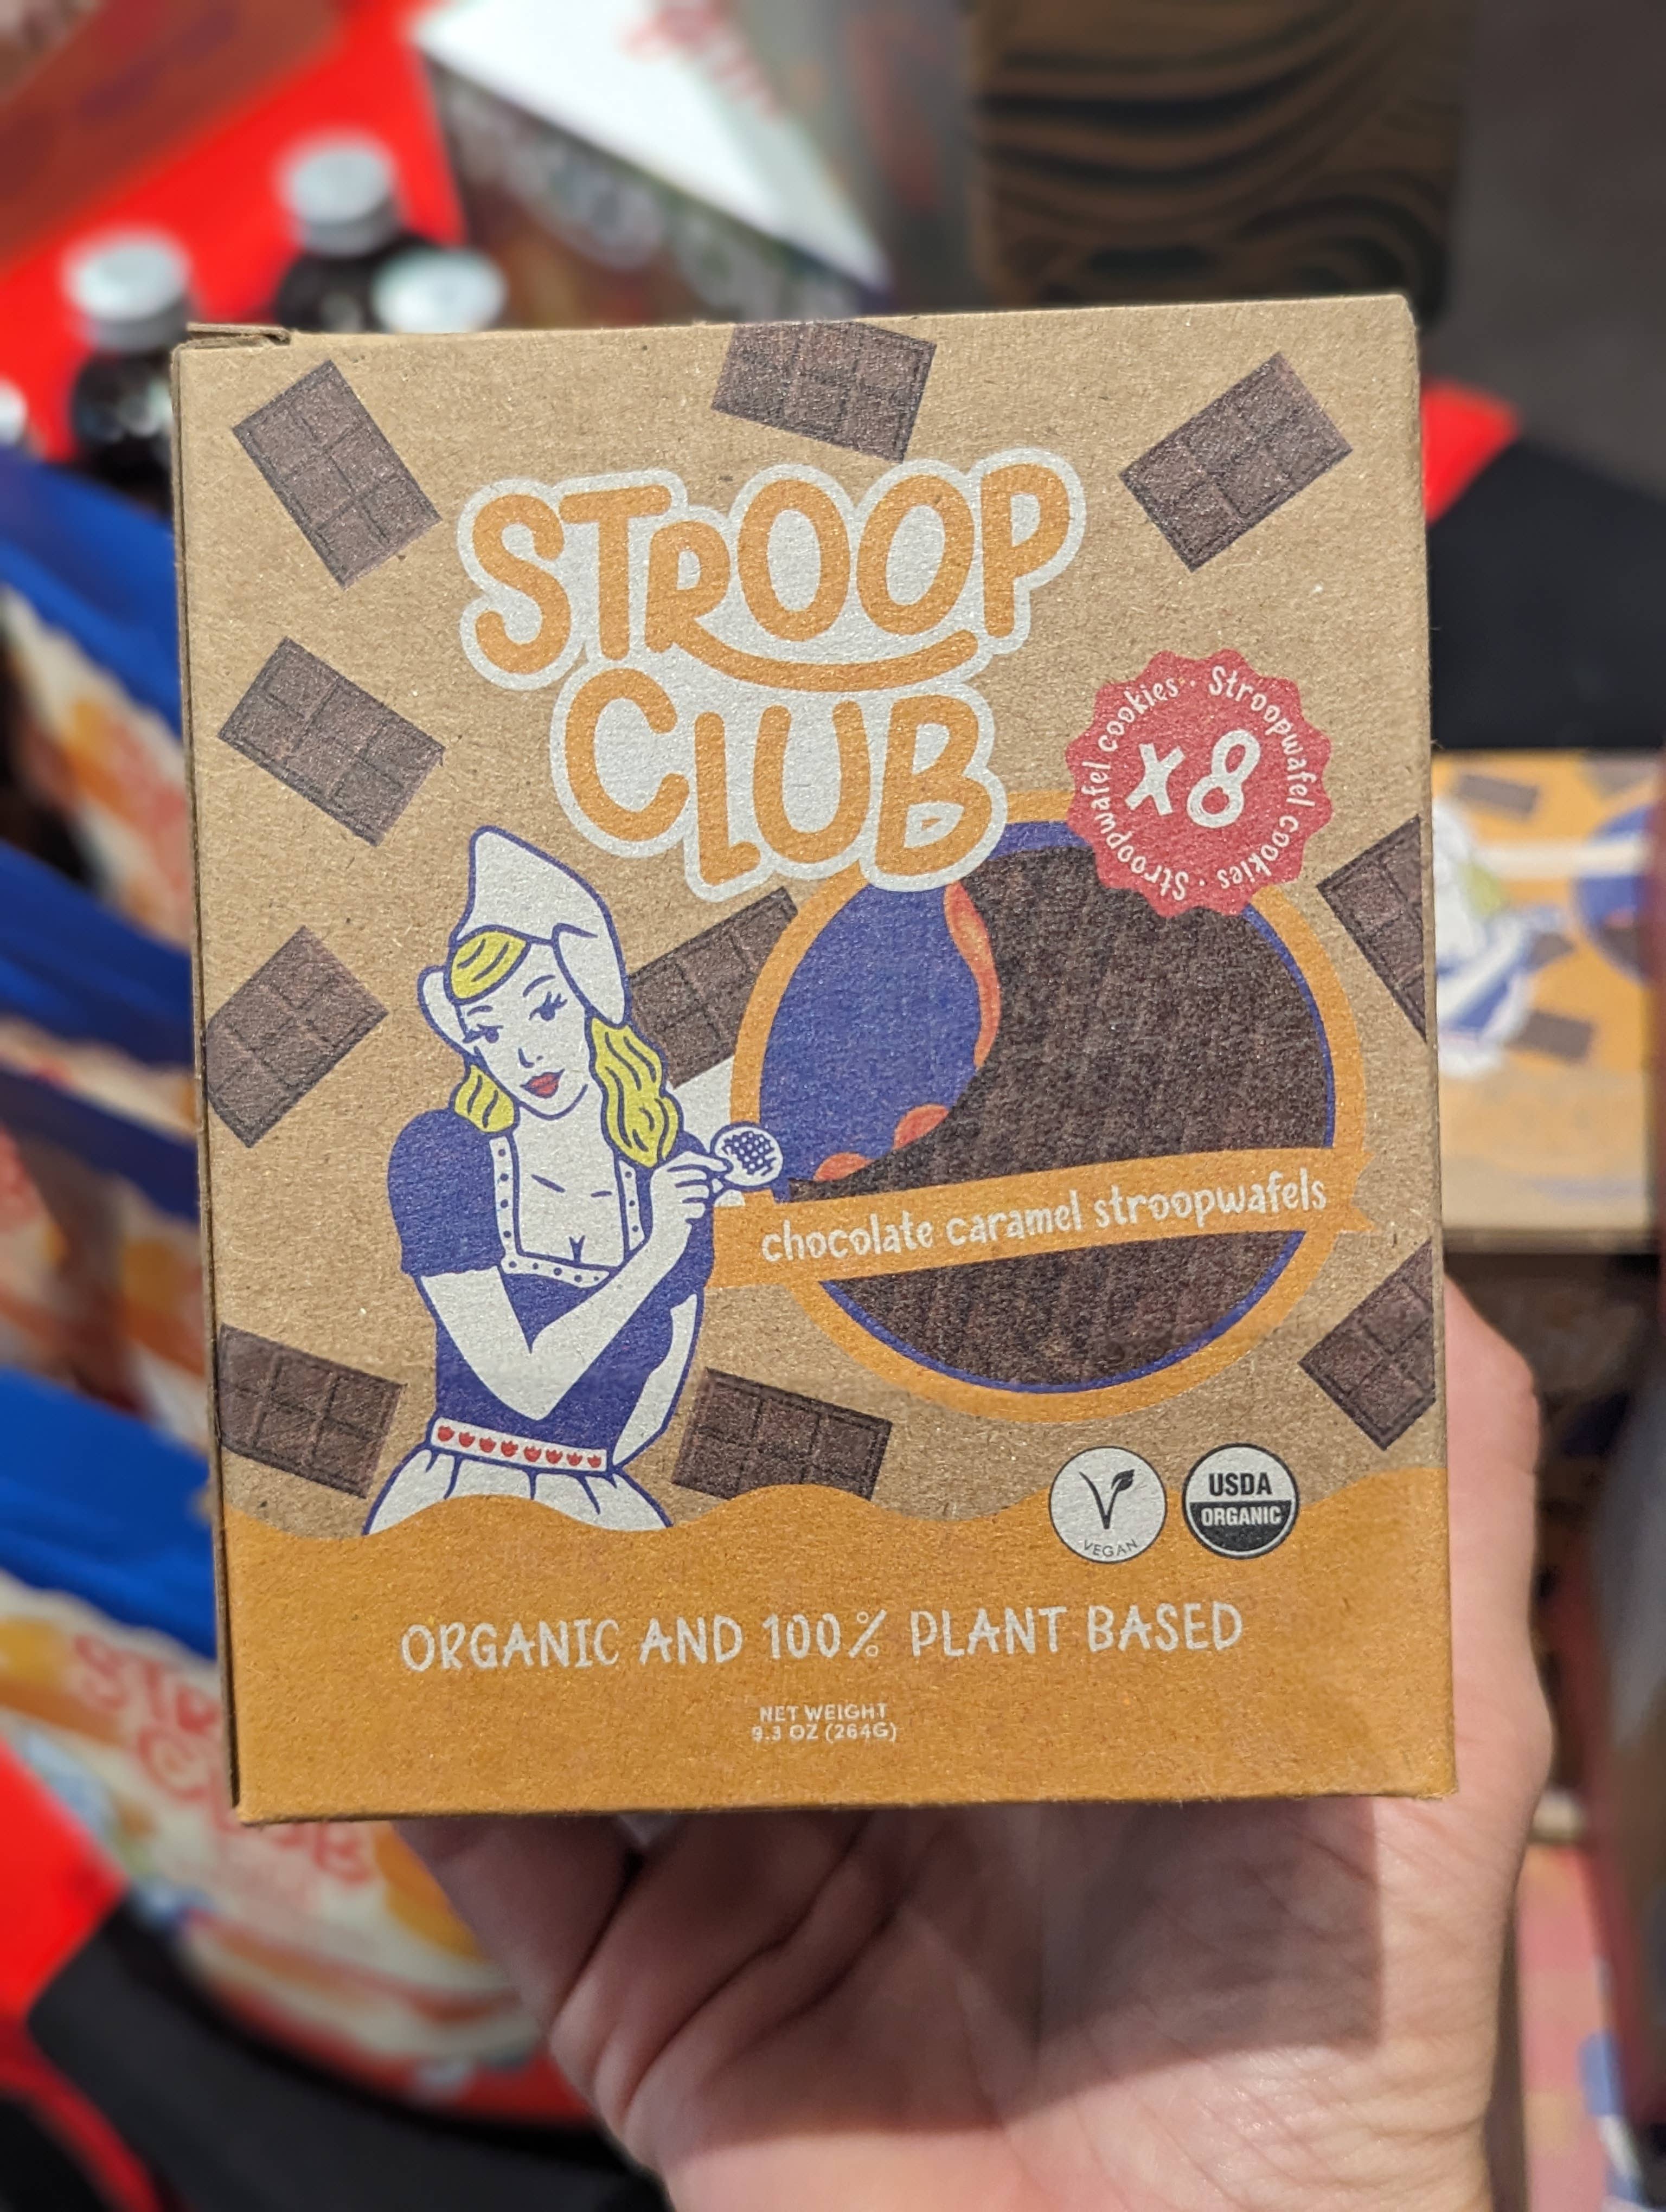 STROOP
CLUB
Stroopwafel cookies · Stroopwafel cookies ·
x8
chocolate caramel stroopwafels
VEGAN
USDA
ORGANIC
ORGANIC AND 100% PLANT BASED
NET WEIGHT
9.3 OZ (264G)